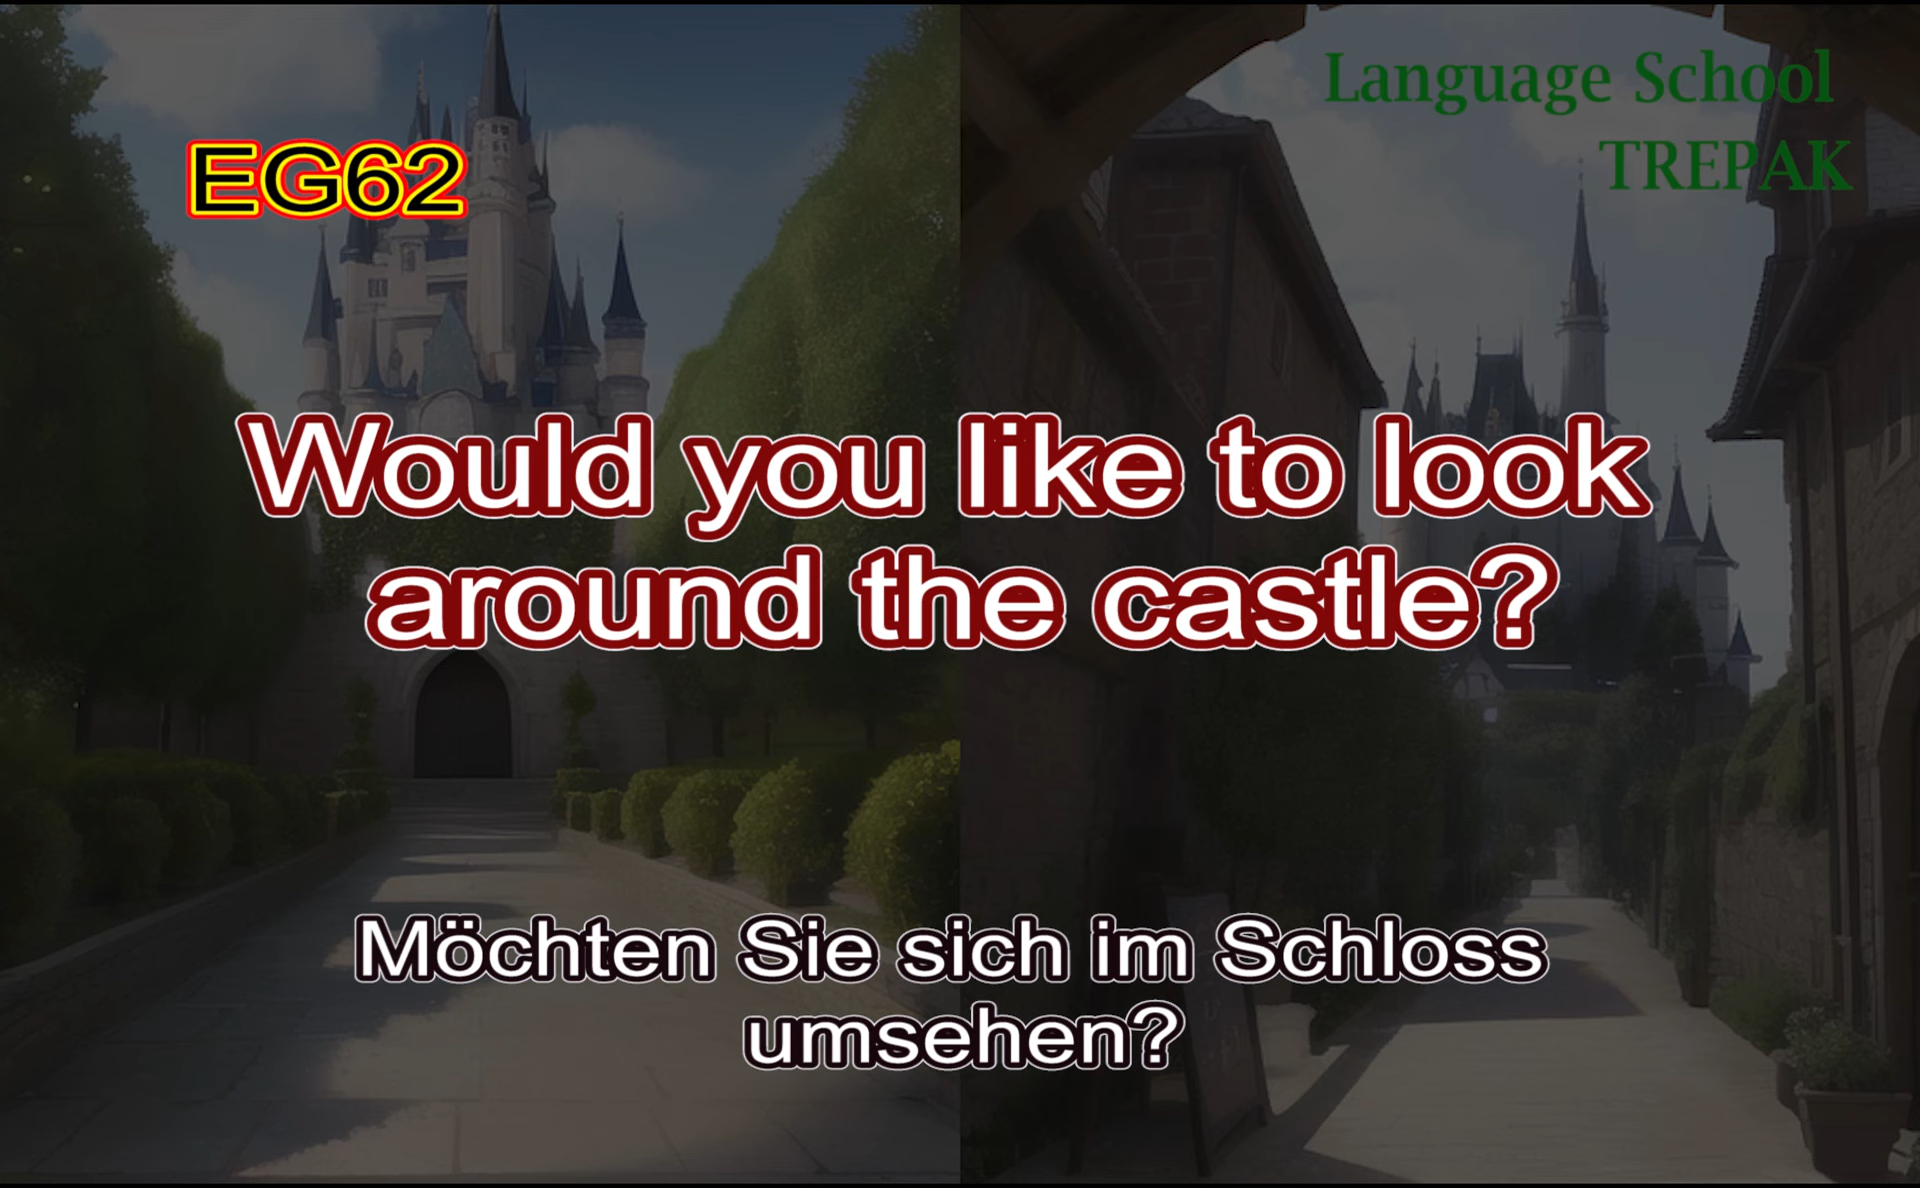 Language School
TREPAK
EG62
Would you like to look
around the castle?
Möchten Sie sich im Schloss
umsehen?